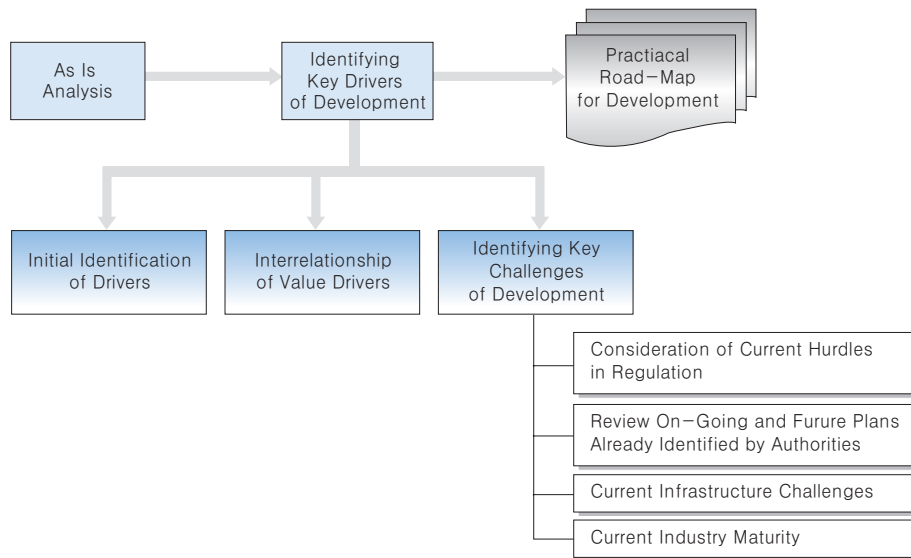 As Is
Analysis
Identifying
Key Drivers
of Development
Practiacal
Road-Map
for Development
Initial Identification
of Drivers
Interrelationship
of Value Drivers
Identifying Key
Challenges
of Development
Consideration of Current Hurdles
in Regulation
Review On-Going and Furure Plans
Already Identified by Authorities
Current Infrastructure Challenges
Current Industry Maturity